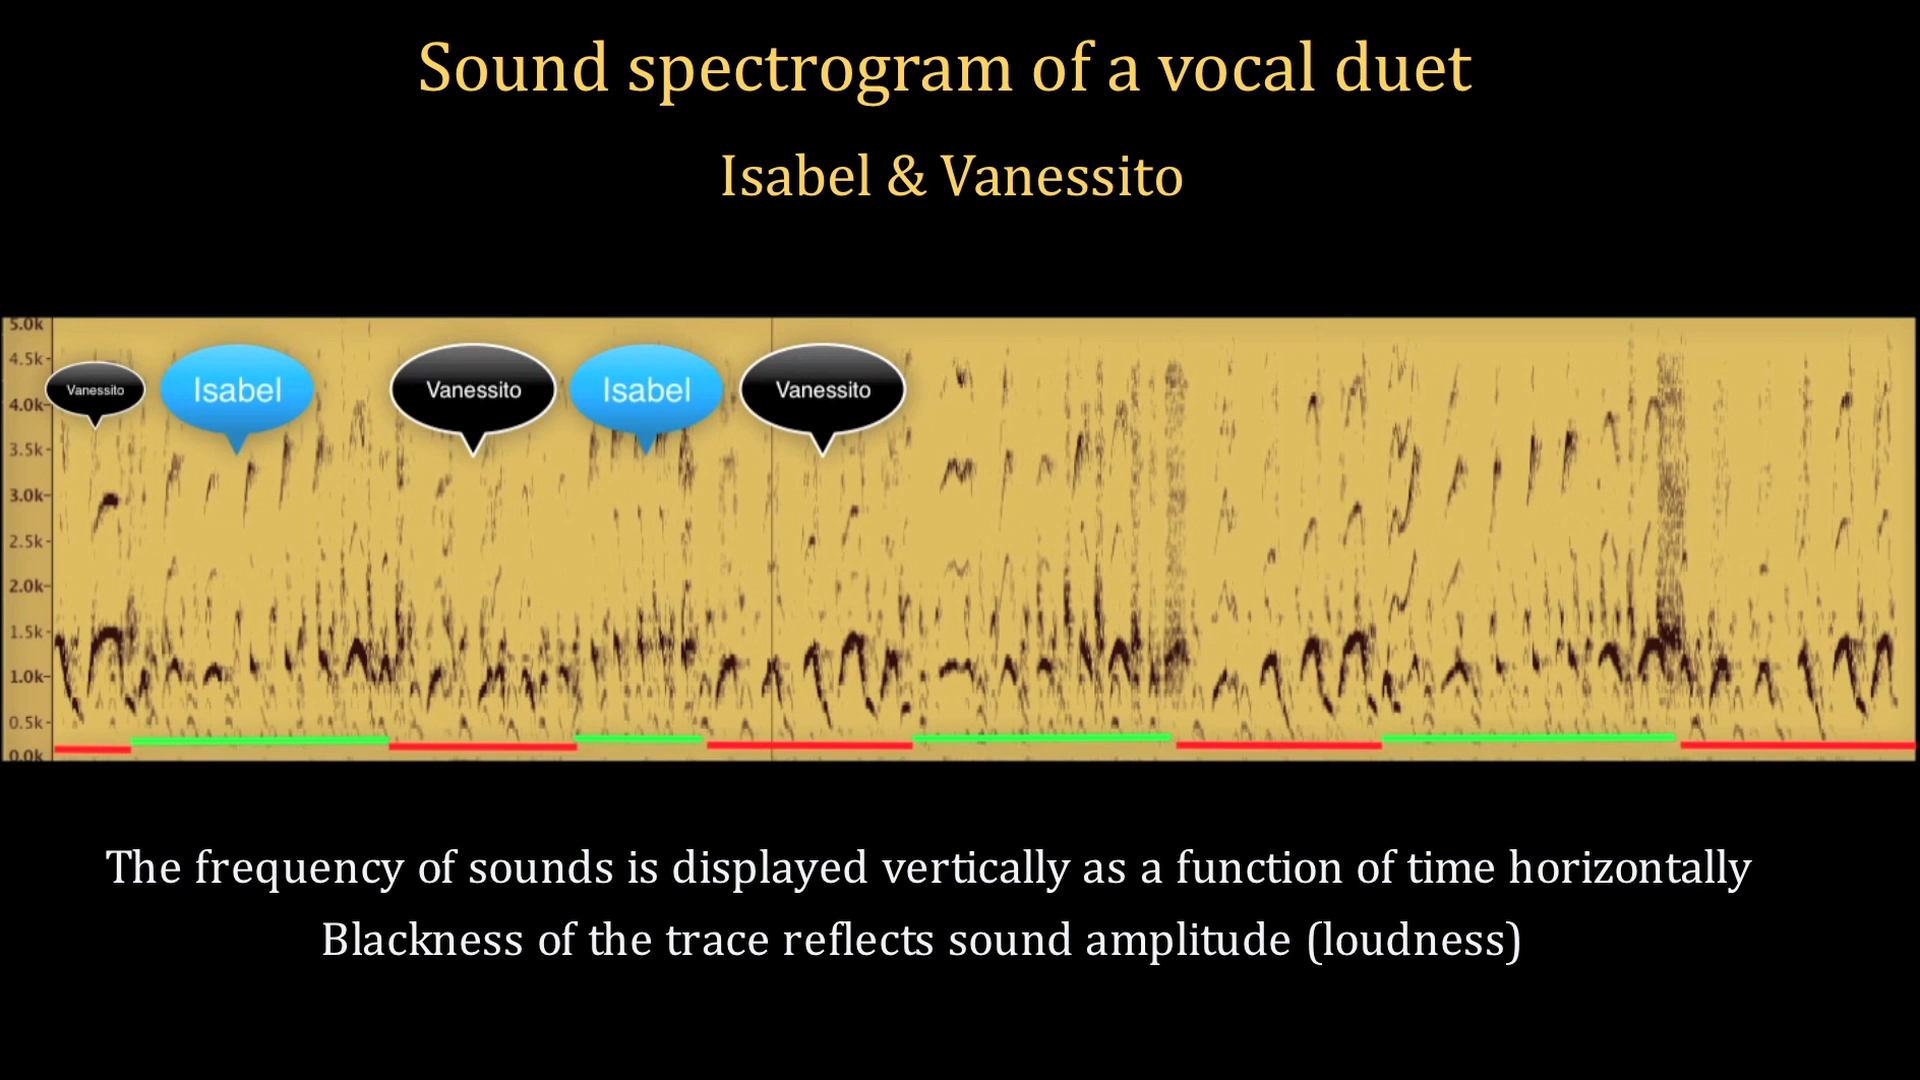 Sound spectrogram of a vocal duet
Isabel & Vanessito
5.0k
4.5k
4.0k
3.5k
3.0k
2.5k
2.0k
1.5k
1.0k
0.5k
0.0k
Vanessito
Isabel
Vanessito
Isabel
Vanessito
The frequency of sounds is displayed vertically as a function of time horizontally
Blackness of the trace reflects sound amplitude (loudness)